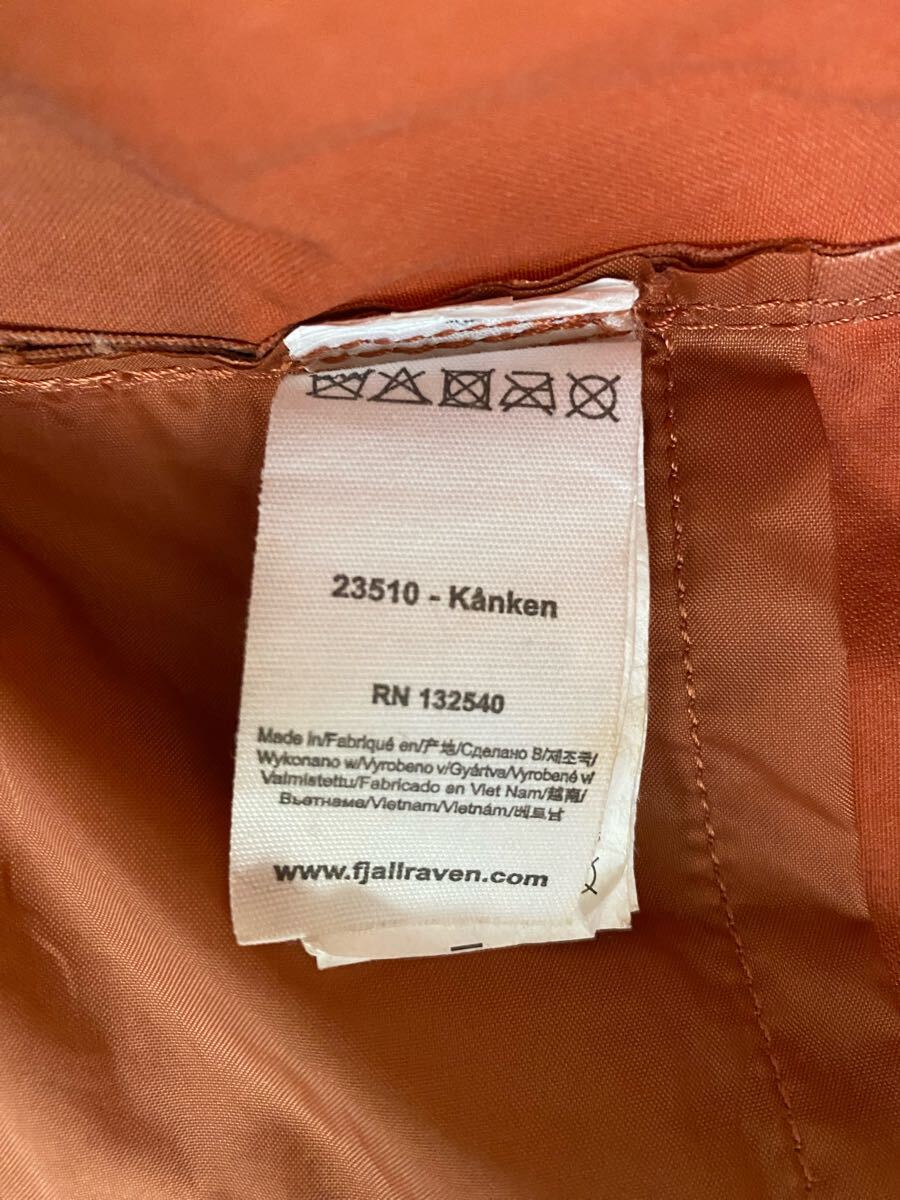 23510 - Kånken
RN 132540
Made in/Fabriqué en/产地/Сделано В/제조국/
Wykonano w/Vyrobeno v/Gyártva/Vyrobené w/
Valmistettu/Fabricado en Viet Nam/越南/
Вьетнаме/Vietnam/Vietnám/베트남
www.fjallraven.com